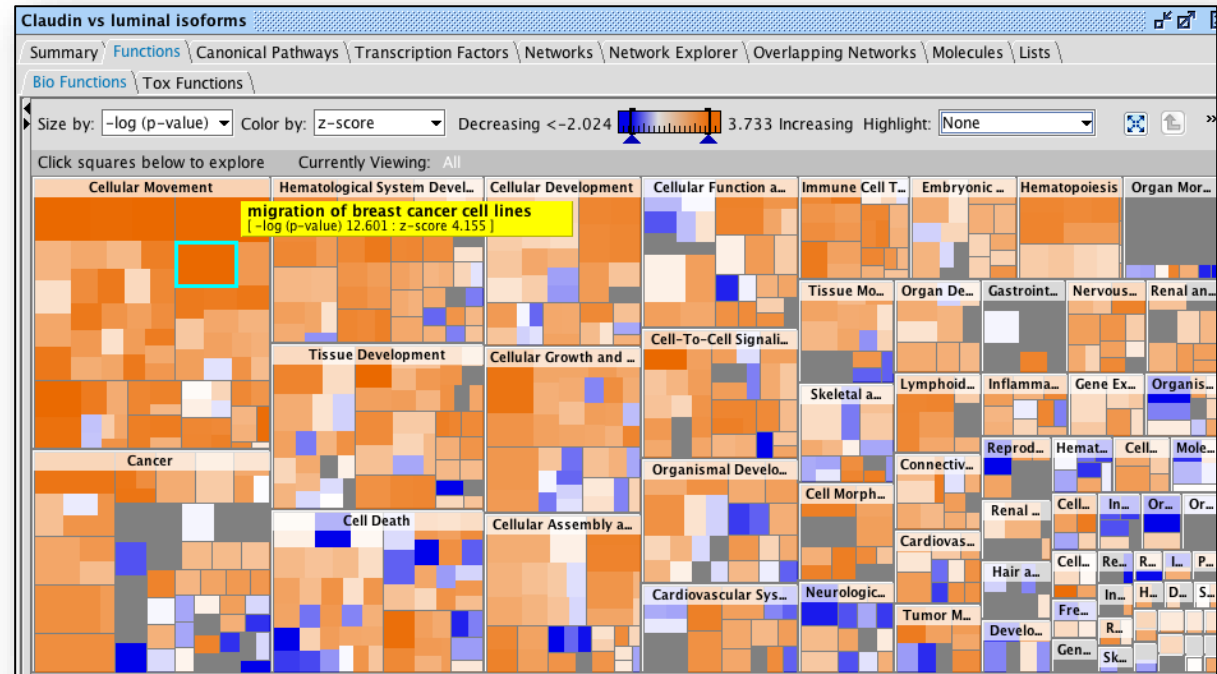 Claudin vs luminal isoforms
Summary Functions Canonical Pathways Transcription Factors Networks Network Explorer Overlapping Networks Molecules Lists
Bio Functions Tox Functions
Size by: -log (p-value) Color by: z-score Decreasing <-2.024 3.733 Increasing Highlight: None »
Click squares below to explore Currently Viewing: All
Cellular Movement Hematological System Devel... Cellular Development Cellular Function a... Immune Cell T... Embryonic ... Hematopoiesis Organ Mor...
migration of breast cancer cell lines
[ -log (p-value) 12.601 : z-score 4.155 ]
Tissue Mo... Organ De... Gastroint... Nervous... Renal an...
Cell-To-Cell Signali...
Tissue Development Cellular Growth and ...
Skeletal a... Lymphoid... Inflamma... Gene Ex... Organis...
Reprod... Hemat... Cell... Mole...
Cancer Organismal Develo... Connectiv...
Cell Morph... Renal ... Cell... In... Or... Or...
Cell Death Cellular Assembly a... Cardiovas...
Hair a... Cell... Re... R... I... P...
Cardiovascular Sys... Neurologic... In... H... D... S...
Tumor M... Develo... Fre... R...
Gen... Sk...